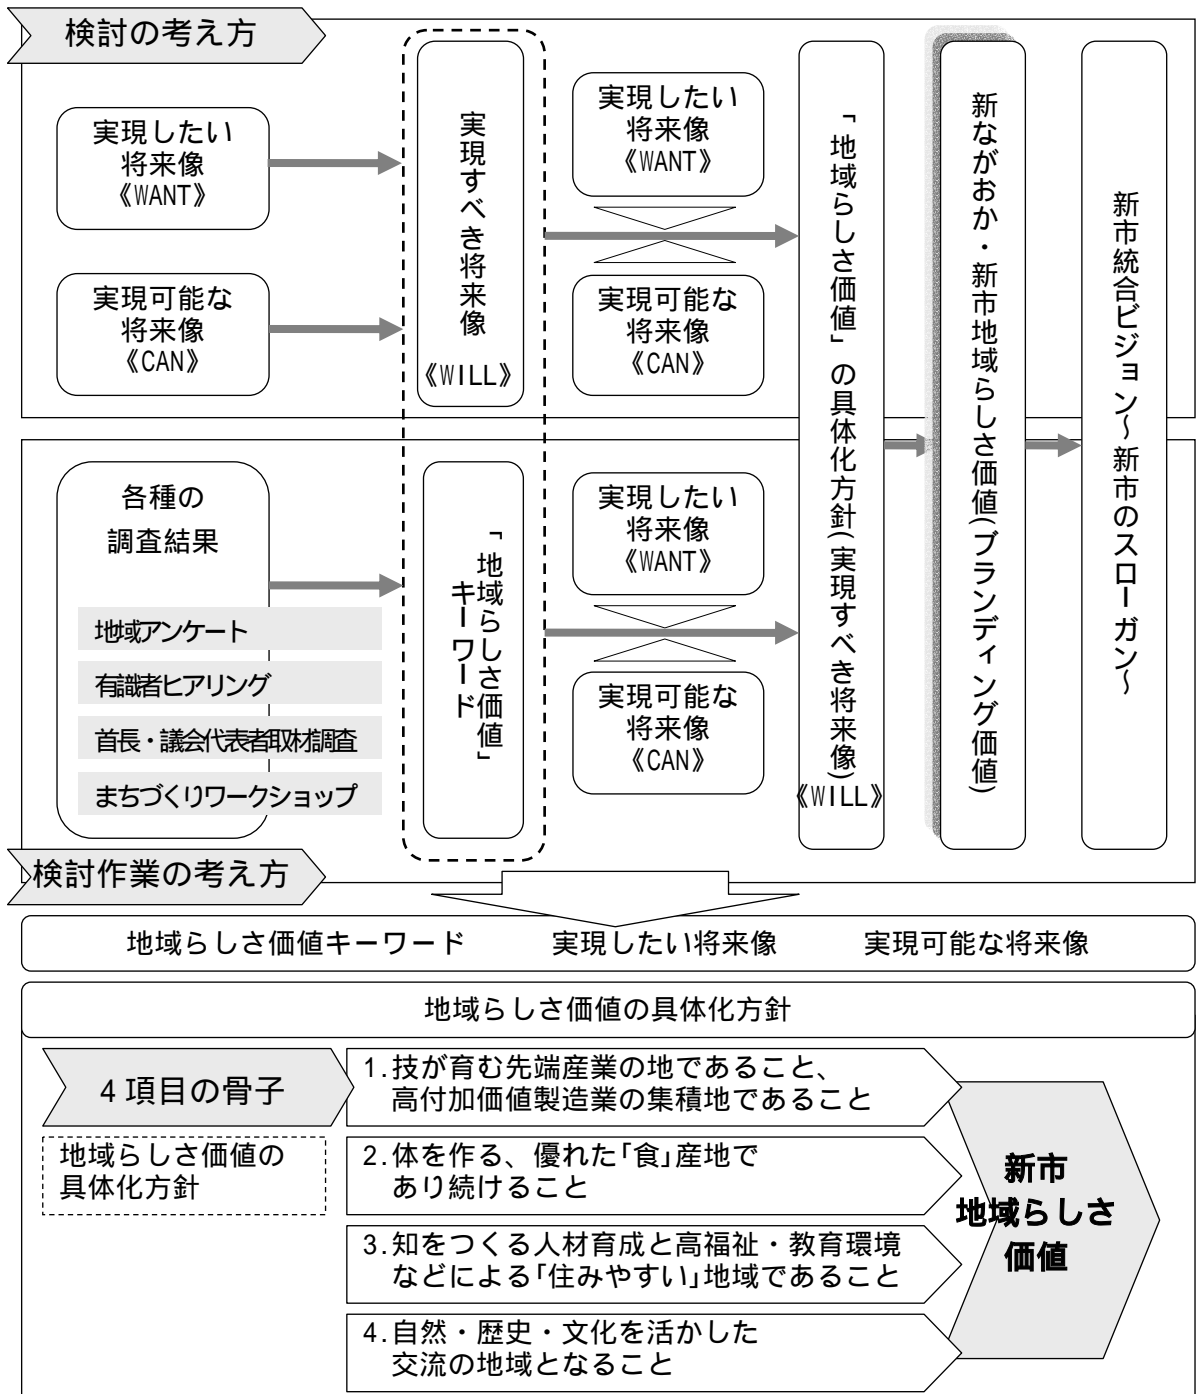 検討の考え方
実現したい
将来像
《WANT》
実現可能な
将来像
《CAN》
実現すべき将来像
《WILL》
実現したい
将来像
《WANT》
実現可能な
将来像
《CAN》
「地域らしさ価値」の具体化方針(実現すべき将来像)
《WILL》
新ながおか・新市地域らしさ価値(ブランディング価値)
新市統合ビジョン～新市のスローガン～
各種の
調査結果
地域アンケート
有識者ヒアリング
首長・議会代表者取材調査
まちづくりワークショップ
「地域らしさ価値」
キーワード
実現したい
将来像
《WANT》
実現可能な
将来像
《CAN》
検討作業の考え方
地域らしさ価値キーワード 実現したい将来像 実現可能な将来像
地域らしさ価値の具体化方針
4項目の骨子
地域らしさ価値の
具体化方針
1.技が育む先端産業の地であること、
高付加価値製造業の集積地であること
2.体を作る、優れた「食」産地で
あり続けること
3.知をつくる人材育成と高福祉・教育環境
などによる「住みやすい」地域であること
4.自然・歴史・文化を活かした
交流の地域となること
新市
地域らしさ
価値